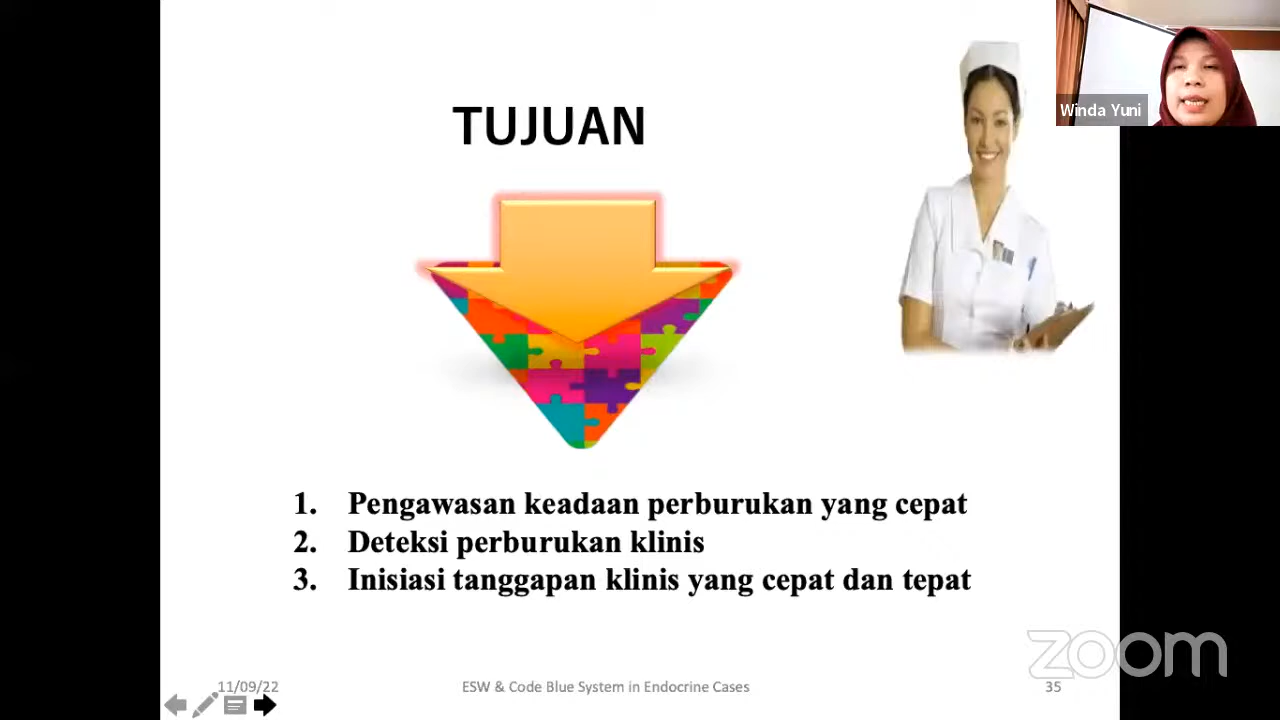 TUJUAN
Winda Yuni
1. Pengawasan keadaan perburukan yang cepat
2. Deteksi perburukan klinis
3. Inisiasi tanggapan klinis yang cepat dan tepat
zoom
11/09/22
ESW & Code Blue System in Endocrine Cases
35